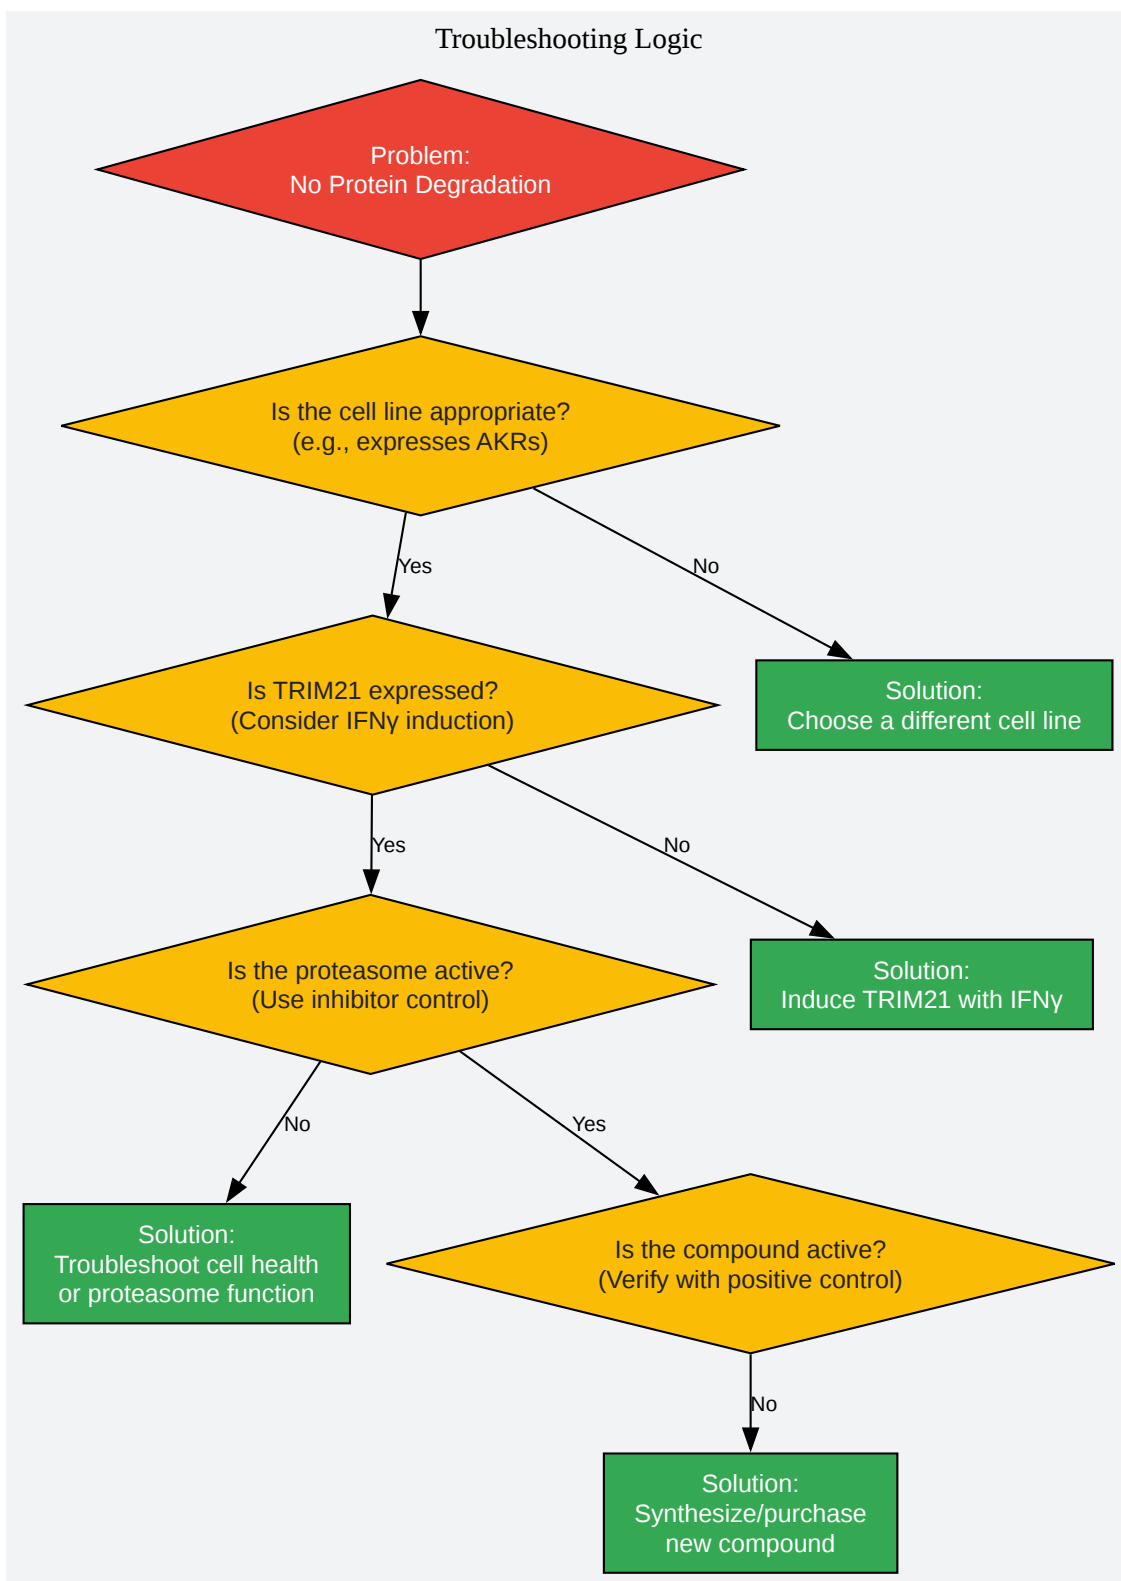 Troubleshooting Logic
Problem:
No Protein Degradation
Is the cell line appropriate?
(e.g., expresses AKRs)
Yes
No
Is TRIM21 expressed?
(Consider IFNγ induction)
Solution:
Choose a different cell line
Yes
No
Is the proteasome active?
(Use inhibitor control)
Solution:
Induce TRIM21 with IFNγ
No
Yes
Solution:
Troubleshoot cell health
or proteasome function
Is the compound active?
(Verify with positive control)
No
Solution:
Synthesize/purchase
new compound